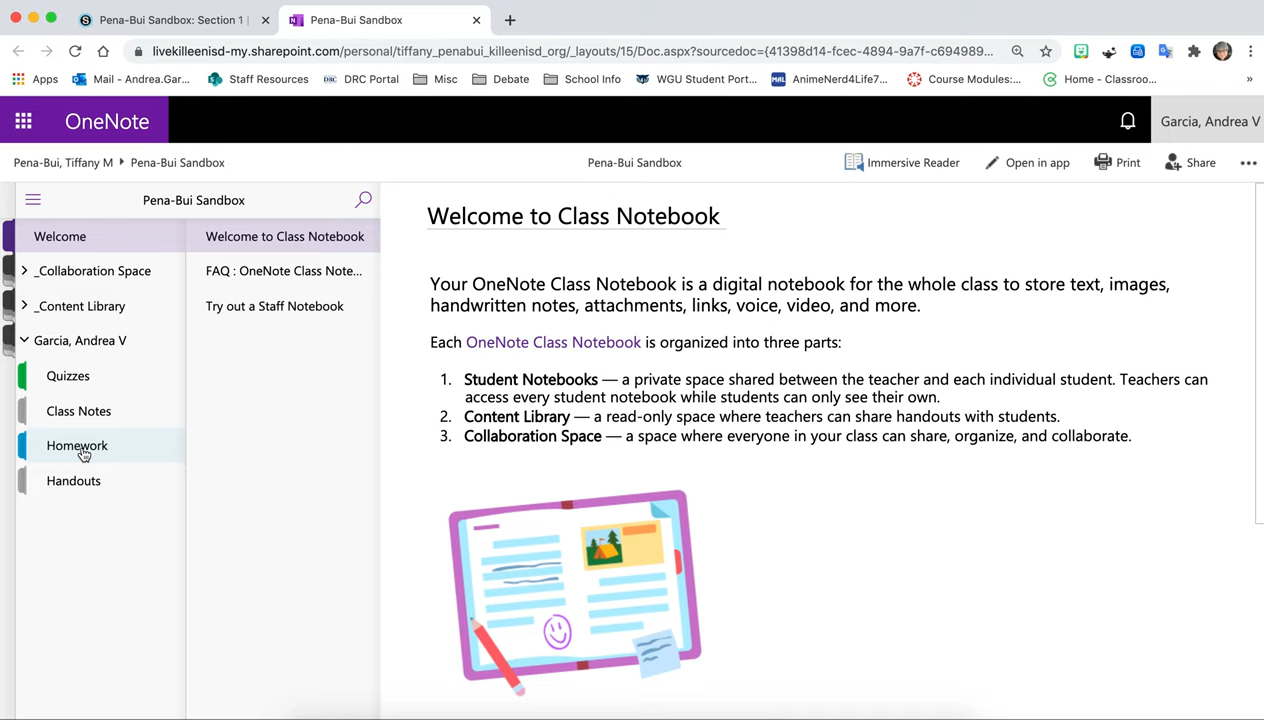 Pena-Bui Sandbox: Section 1 |
Pena-Bui Sandbox
livekilleenisd-my.sharepoint.com/personal/tiffany_penabui_killeenisd_org/_layouts/15/Doc.aspx?sourcedoc={41398d14-fcec-4894-9a7f-c694989...
Apps
Mail - Andrea.Gar...
Staff Resources
DRC DRC Portal
Misc
Debate
School Info
WGU Student Port...
MAL AnimeNerd4Life7...
Course Modules:...
Home - Classroo...
»
OneNote
Garcia, Andrea V
Pena-Bui, Tiffany M ▸ Pena-Bui Sandbox
Pena-Bui Sandbox
Immersive Reader
Open in app
Print
Share
Pena-Bui Sandbox
Welcome
_Collaboration Space
_Content Library
Garcia, Andrea V
Quizzes
Class Notes
Homework
Handouts
Welcome to Class Notebook
FAQ : OneNote Class Note...
Try out a Staff Notebook
Welcome to Class Notebook
Your OneNote Class Notebook is a digital notebook for the whole class to store text, images,
handwritten notes, attachments, links, voice, video, and more.
Each OneNote Class Notebook is organized into three parts:
1. Student Notebooks — a private space shared between the teacher and each individual student. Teachers can
access every student notebook while students can only see their own.
2. Content Library — a read-only space where teachers can share handouts with students.
3. Collaboration Space — a space where everyone in your class can share, organize, and collaborate.